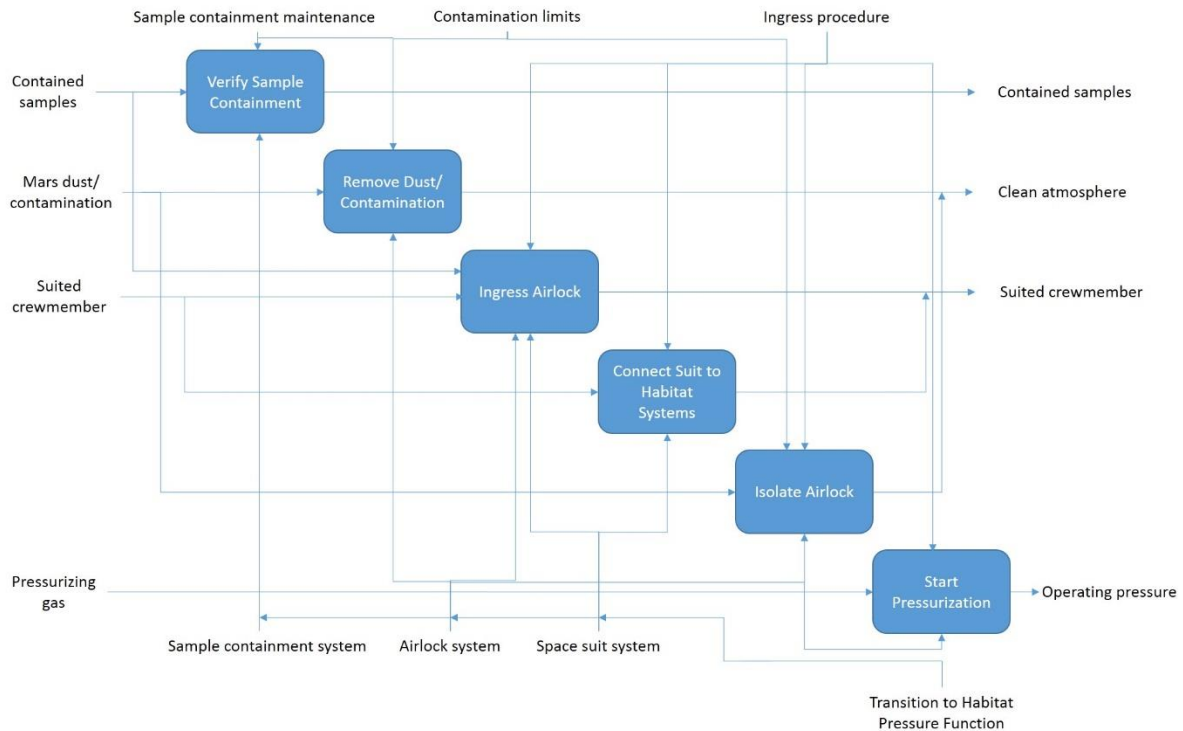 Sample containment maintenance
Contamination limits
Ingress procedure
Contained
samples
Verify Sample
Containment
Contained samples
Mars dust/
contamination
Remove Dust/
Contamination
Clean atmosphere
Suited
crewmember
Ingress Airlock
Suited crewmember
Connect Suit to
Habitat
Systems
Isolate Airlock
Pressurizing
gas
Start
Pressurization
Operating pressure
Sample containment system
Airlock system
Space suit system
Transition to Habitat
Pressure Function